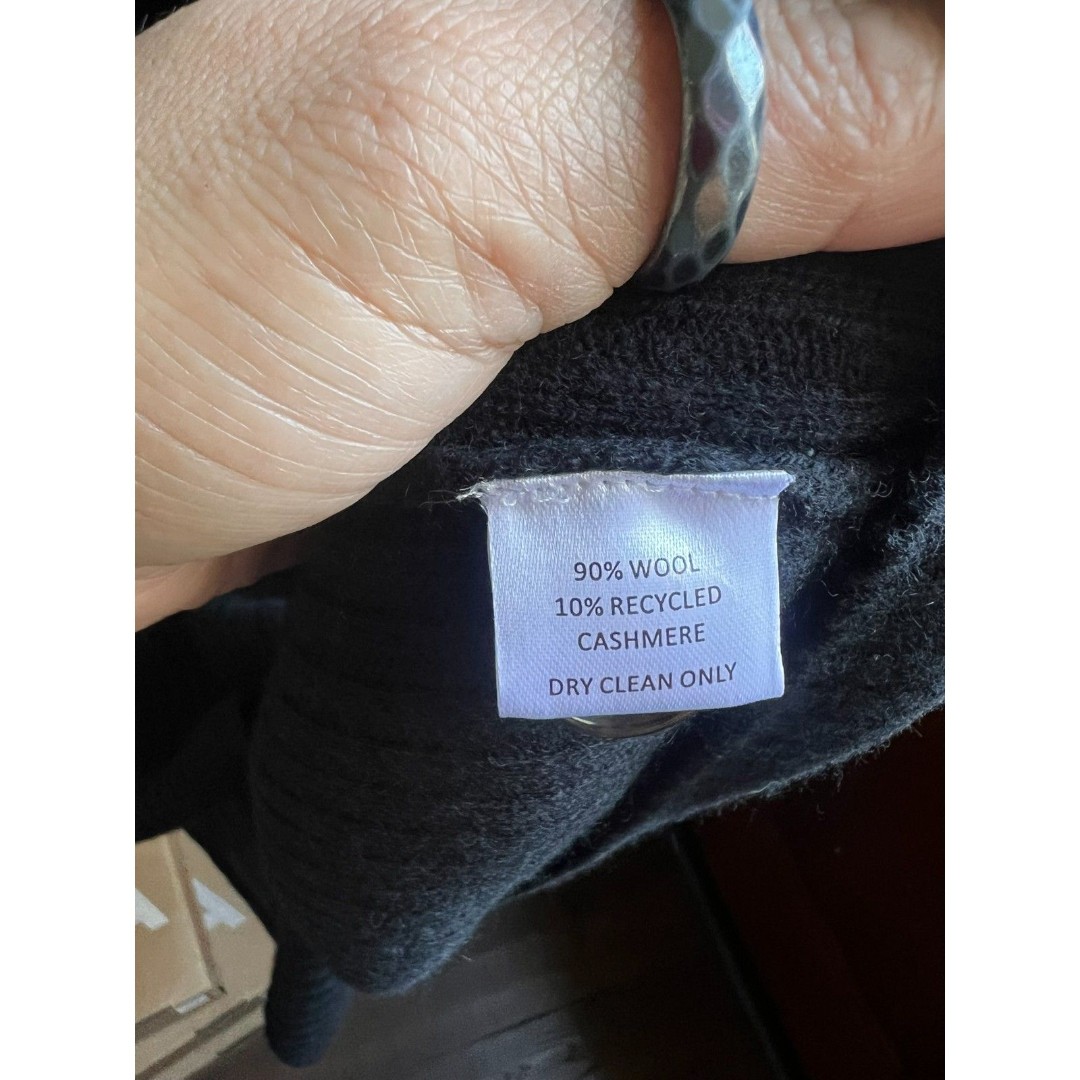 90% WOOL
10% RECYCLED
CASHMERE
DRY CLEAN ONLY